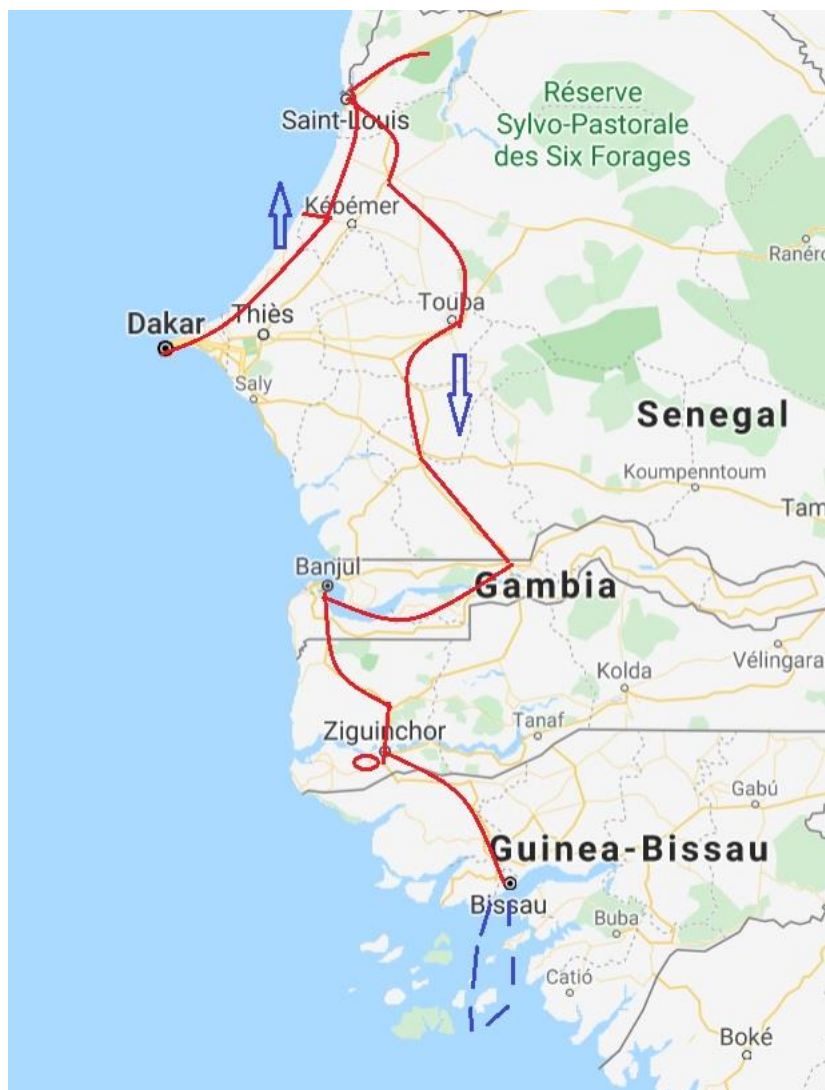 Saint-Louis
Réserve
Sylvo-Pastorale
des Six Forages
Kébémer
Ranéro
Touba
Dakar
Thiès
Saly
Senegal
Koumpenntoum
Tam
Banjul
Gambia
Vélingara
Kolda
Ziguinchor
Tanaf
Gabú
Guinea-Bissau
Bissau
Buba
Catió
Boké